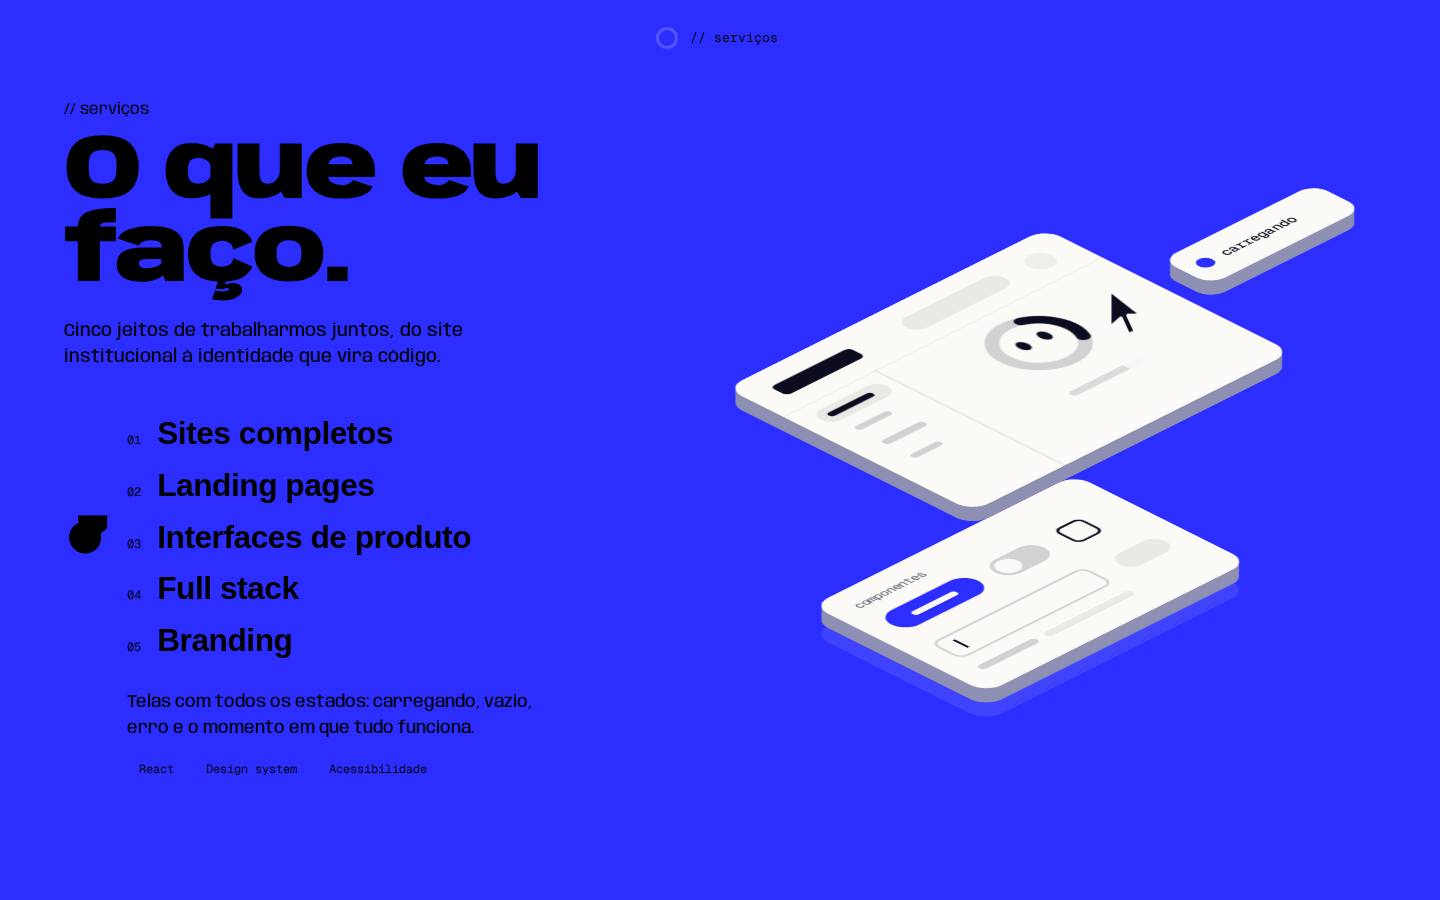 // serviços
// serviços
O que eu
faço.
Cinco jeitos de trabalharmos juntos, do site
institucional à identidade que vira código.
01 Sites completos
02 Landing pages
03 Interfaces de produto
04 Full stack
05 Branding
Telas com todos os estados: carregando, vazio,
erro e o momento em que tudo funciona.
React Design system Acessibilidade
carregando
componentes